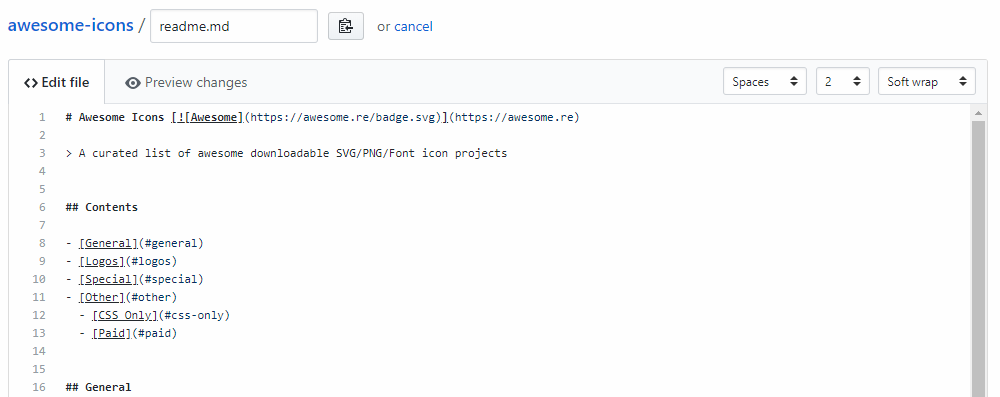 awesome-icons / readme.md or cancel
<> Edit file Preview changes Spaces 2 Soft wrap
1 # Awesome Icons [![Awesome](https://awesome.re/badge.svg)](https://awesome.re)
2
3 > A curated list of awesome downloadable SVG/PNG/Font icon projects
4
5
6 ## Contents
7
8 - [General](#general)
9 - [Logos](#logos)
10 - [Special](#special)
11 - [Other](#other)
12   - [CSS Only](#css-only)
13   - [Paid](#paid)
14
15
16 ## General